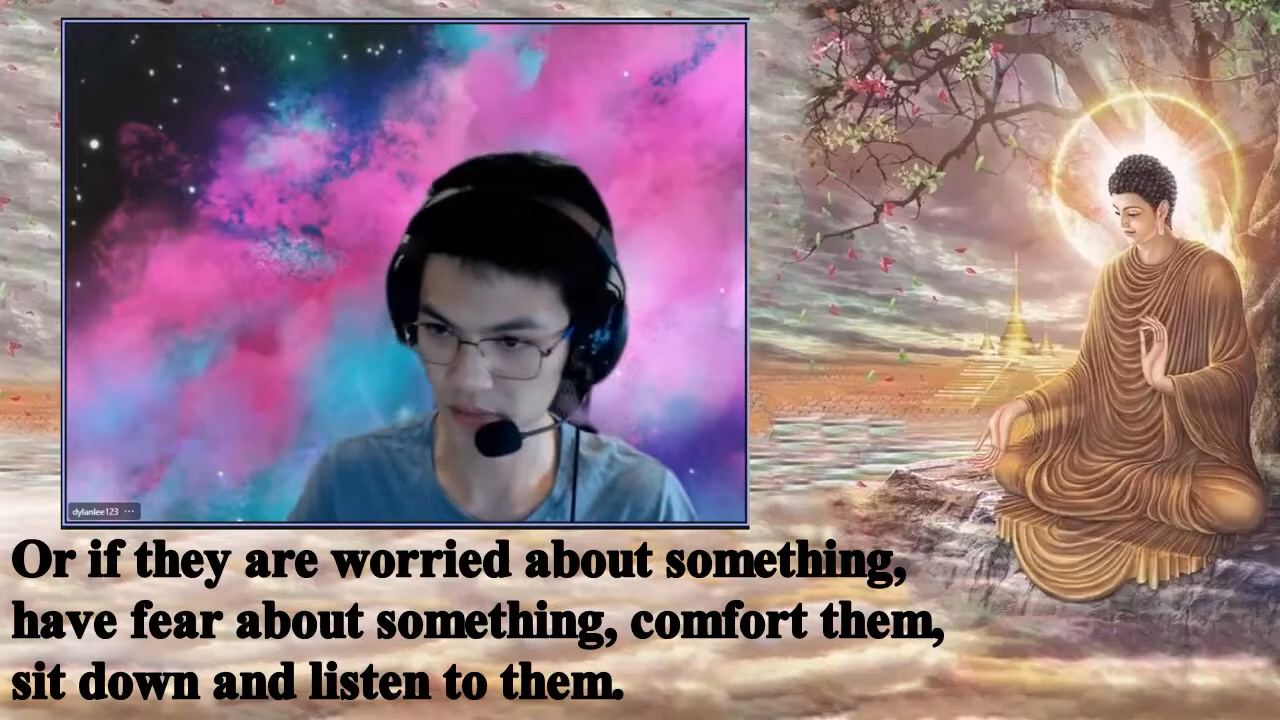 dylanlee123 ...
Or if they are worried about something,
have fear about something, comfort them,
sit down and listen to them.